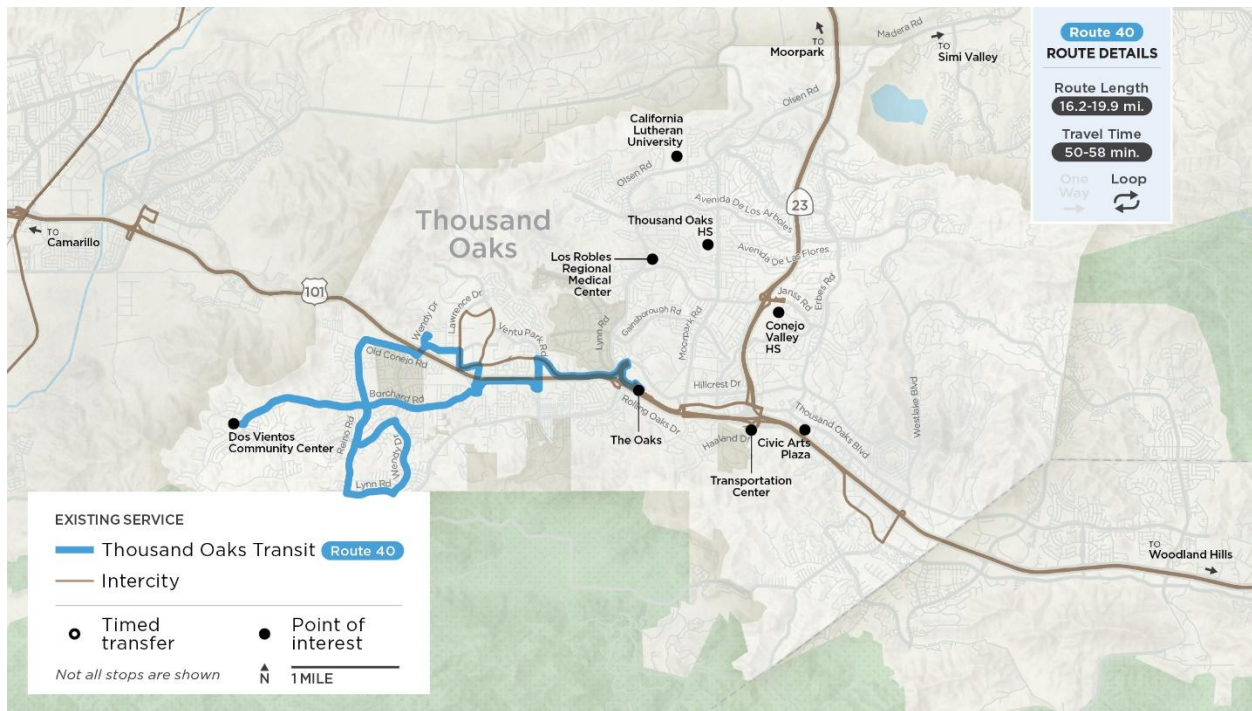 Route 40
ROUTE DETAILS
Route Length
16.2-19.9 mi.
Travel Time
50-58 min.
One
Way
Loop
TO
Moorpark
Madera Rd
TO
Simi Valley
Olsen Rd
California
Lutheran
University
Olsen Rd
Avenida De Los Arboles
23
Thousand
Oaks
Thousand Oaks
HS
Avenida De Las Flores
Los Robles
Regional
Medical
Center
TO
Camarillo
101
Janss Rd
Erbes Rd
Conejo
Valley
HS
Wendy Dr
Lawrence Dr
Ventu Park Rd
Lynn Rd
Gainsborough Rd
Moorpark Rd
Old Conejo Rd
Borchard Rd
Hillcrest Dr
Rolling Oaks Dr
Westlake Blvd
Thousand Oaks Blvd
Dos Vientos
Community Center
Reino Rd
Wendy Dr
Lynn Rd
The Oaks
Haaland Dr
Civic Arts
Plaza
Transportation
Center
TO
Woodland Hills
EXISTING SERVICE
Thousand Oaks Transit Route 40
Intercity
Timed
transfer
Point of
interest
Not all stops are shown
N
1 MILE